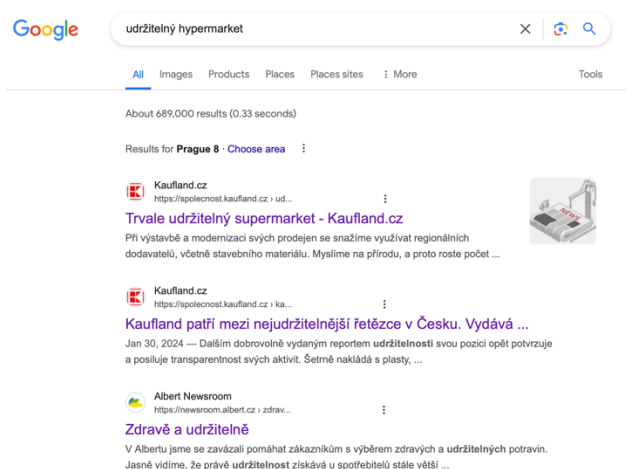 Google
udržitelný hypermarket
All Images Products Places Places sites More Tools
About 689,000 results (0.33 seconds)
Results for Prague 8 · Choose area
Kaufland.cz
https://spolecnost.kaufland.cz › ud...
Trvale udržitelný supermarket - Kaufland.cz
Při výstavbě a modernizaci svých prodejen se snažíme využívat regionálních
dodavatelů, včetně stavebního materiálu. Myslíme na přírodu, a proto roste počet ...
NEWS
Kaufland.cz
https://spolecnost.kaufland.cz › ka...
Kaufland patří mezi nejudržitelnější řetězce v Česku. Vydává ...
Jan 30, 2024 — Dalším dobrovolně vydaným reportem udržitelnosti svou pozici opět potvrzuje
a posiluje transparentnost svých aktivit. Šetrně nakládá s plasty, ...
Albert Newsroom
https://newsroom.albert.cz › zdrav...
Zdravě a udržitelně
V Albertu jsme se zavázali pomáhat zákazníkům s výběrem zdravých a udržitelných potravin.
Jasně vidíme, že právě udržitelnost získává u spotřebitelů stále větší ...